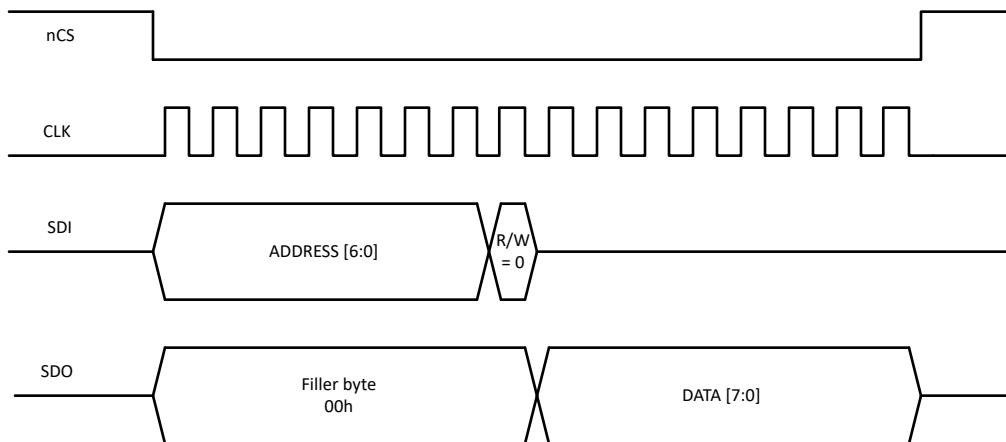 nCS
CLK
SDI
ADDRESS [6:0]
R/W
= 0
SDO
Filler byte
00h
DATA [7:0]